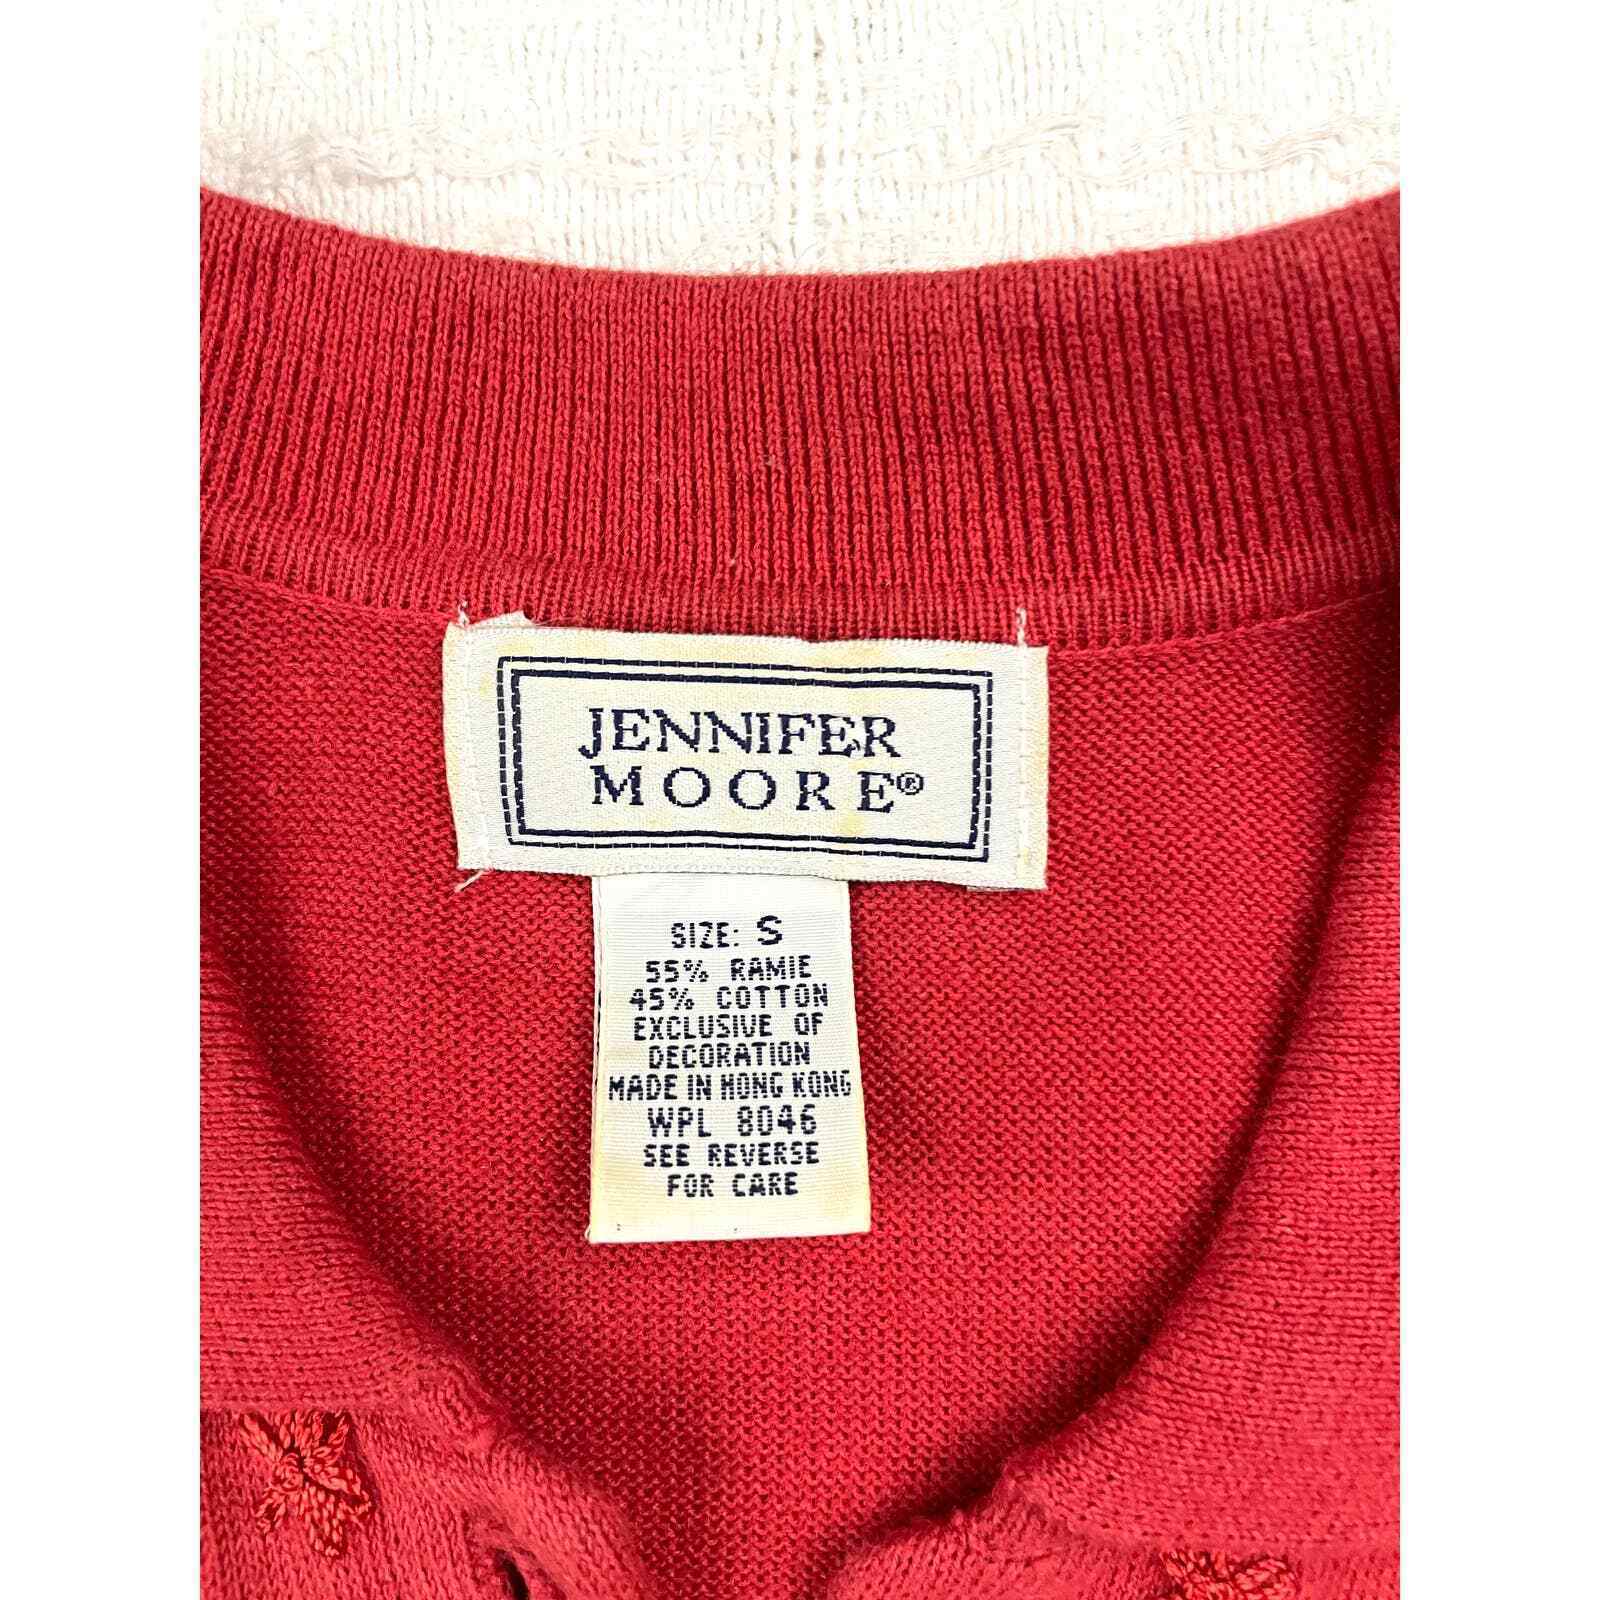 JENNIFER
MOORE®
SIZE: S
55% RAMIE
45% COTTON
EXCLUSIVE OF
DECORATION
MADE IN HONG KONG
WPL 8046
SEE REVERSE
FOR CARE